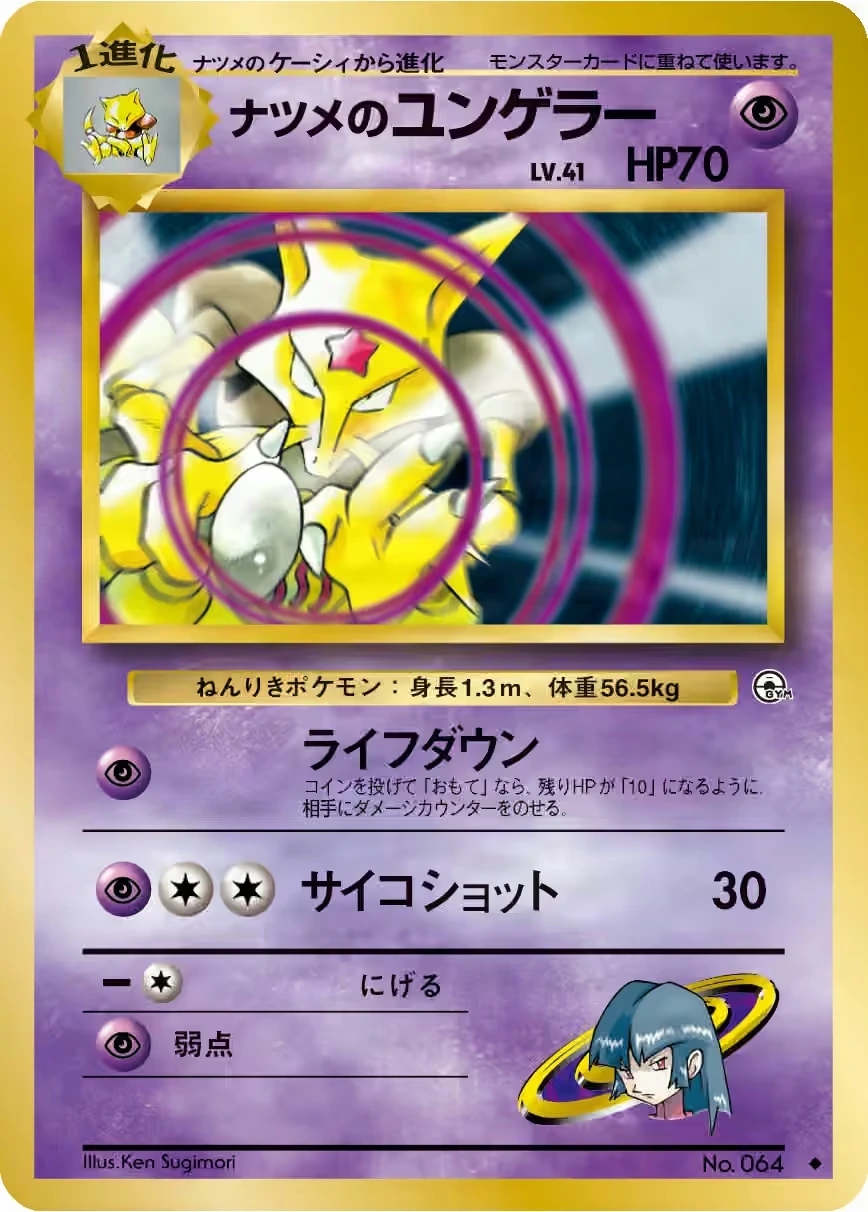 1進化
ナツメのケーシィから進化
モンスターカードに重ねて使います。
ナツメのユンゲラー
LV.41 HP70
ねんりきポケモン：身長1.3m、体重56.5kg
GYM
ライフダウン
コインを投げて「おもて」なら、残りHPが「10」になるように、
相手にダメージカウンターをのせる。
サイコショット 30
にげる
弱点
Illus.Ken Sugimori
No. 064